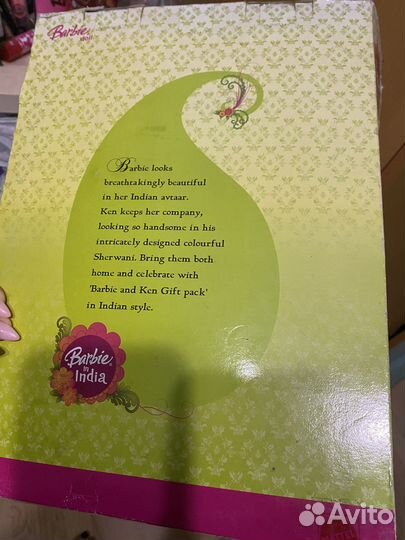 Barbie
doll
Barbie looks
breathtakingly beautiful
in her Indian avtaar.
Ken keeps her company,
looking so handsome in his
intricately designed colourful
Sherwani. Bring them both
home and celebrate with
'Barbie and Ken Gift pack'
in Indian style.
Barbie
in
India
Avito